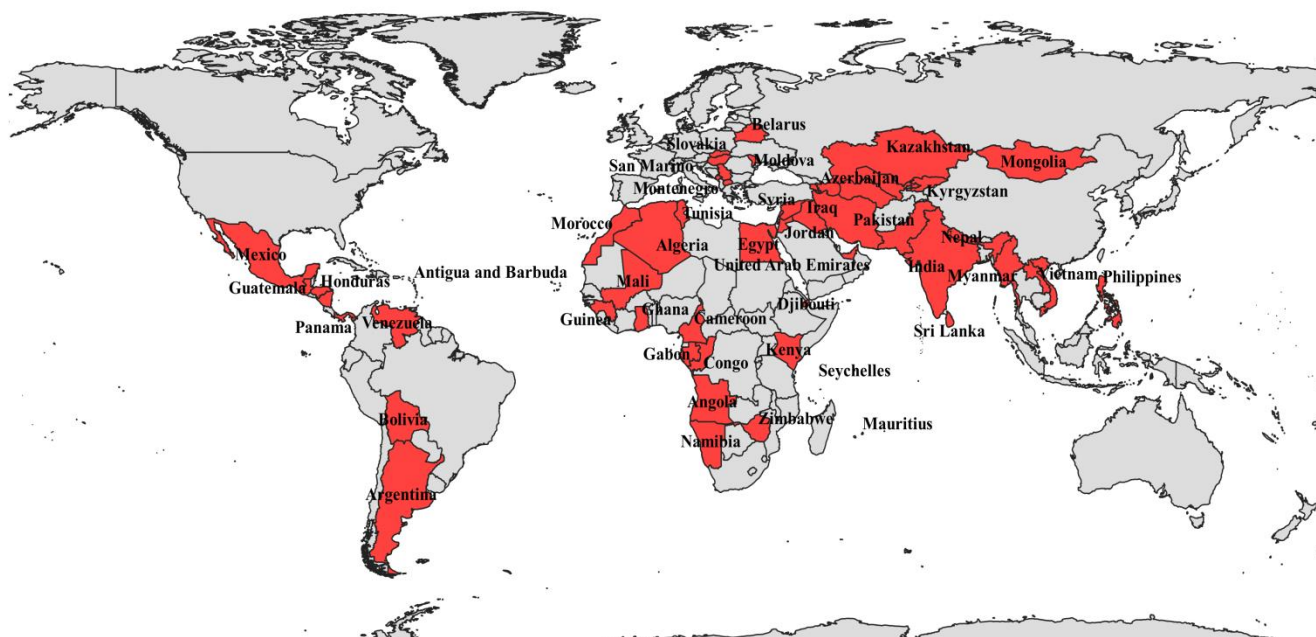 Belarus
Slovakia
Kazakhstan
San Marino
Moldova
Mongolia
Azerbaijan
Montenegro
Kyrgyzstan
Syria
Tunisia
Iraq
Morocco
Pakistan
Jordan
Algeria
Egypt
Nepal
Mexico
United Arab Emirates
India
Antigua and Barbuda
Mali
Myanmar
Vietnam
Philippines
Honduras
Guatemala
Djibouti
Ghana
Panama
Venezuela
Guinea
Cameroon
Sri Lanka
Kenya
Gabon
Congo
Seychelles
Angola
Bolivia
Zimbabwe
Mauritius
Namibia
Argentina